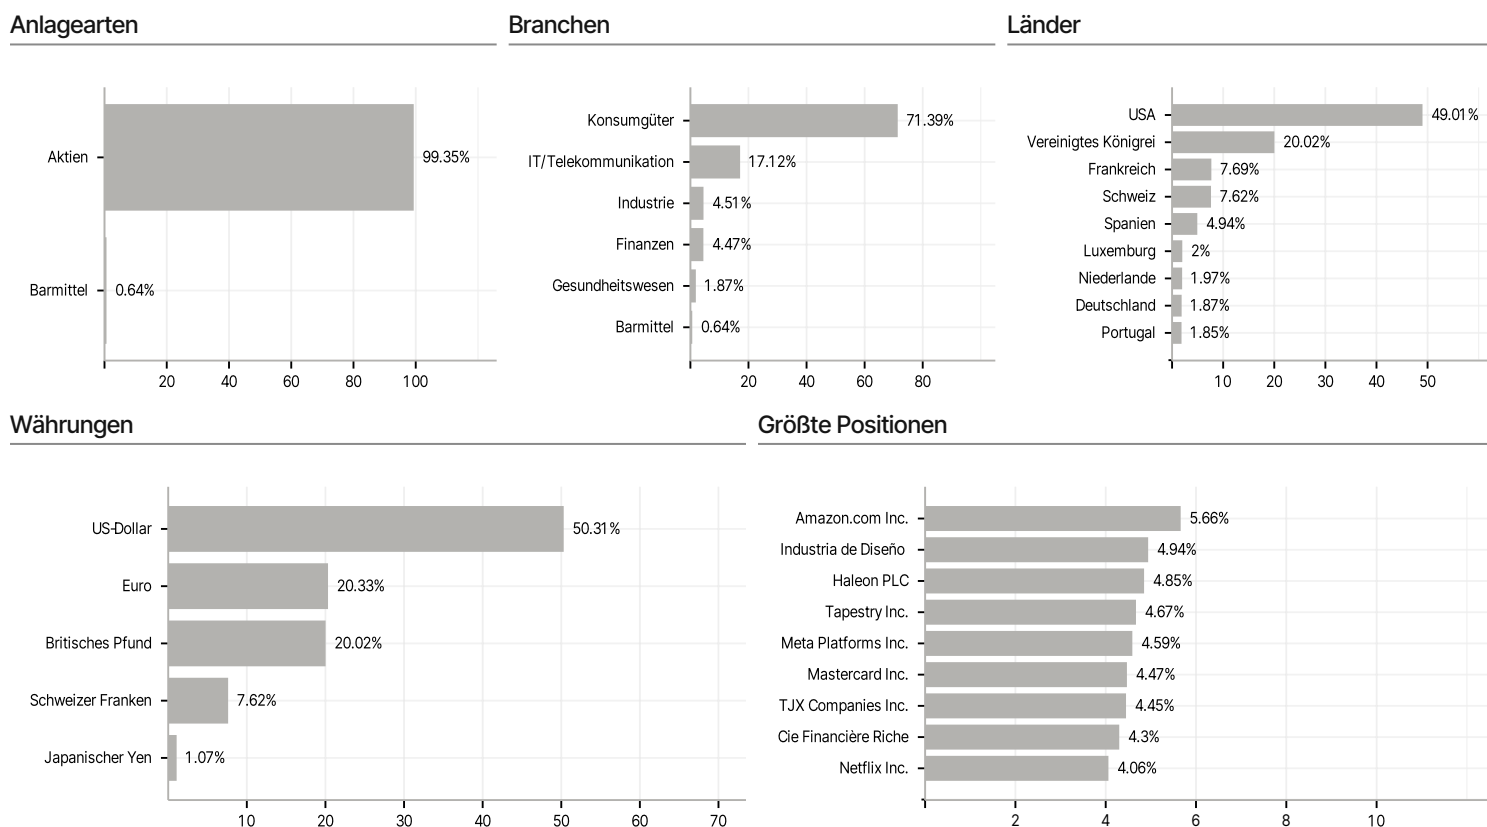 Anlagearten
Aktien
99.35%
Barmittel
0.64%
20 40 60 80 100
Branchen
Konsumgüter
71.39%
IT/Telekommunikation
17.12%
Industrie
4.51%
Finanzen
4.47%
Gesundheitswesen
1.87%
Barmittel
0.64%
20 40 60 80
Länder
USA
49.01%
Vereinigtes Königrei
20.02%
Frankreich
7.69%
Schweiz
7.62%
Spanien
4.94%
Luxemburg
2%
Niederlande
1.97%
Deutschland
1.87%
Portugal
1.85%
10 20 30 40 50
Währungen
US-Dollar
50.31%
Euro
20.33%
Britisches Pfund
20.02%
Schweizer Franken
7.62%
Japanischer Yen
1.07%
10 20 30 40 50 60 70
Größte Positionen
Amazon.com Inc.
5.66%
Industria de Diseño
4.94%
Haleon PLC
4.85%
Tapestry Inc.
4.67%
Meta Platforms Inc.
4.59%
Mastercard Inc.
4.47%
TJX Companies Inc.
4.45%
Cie Financière Riche
4.3%
Netflix Inc.
4.06%
2 4 6 8 10